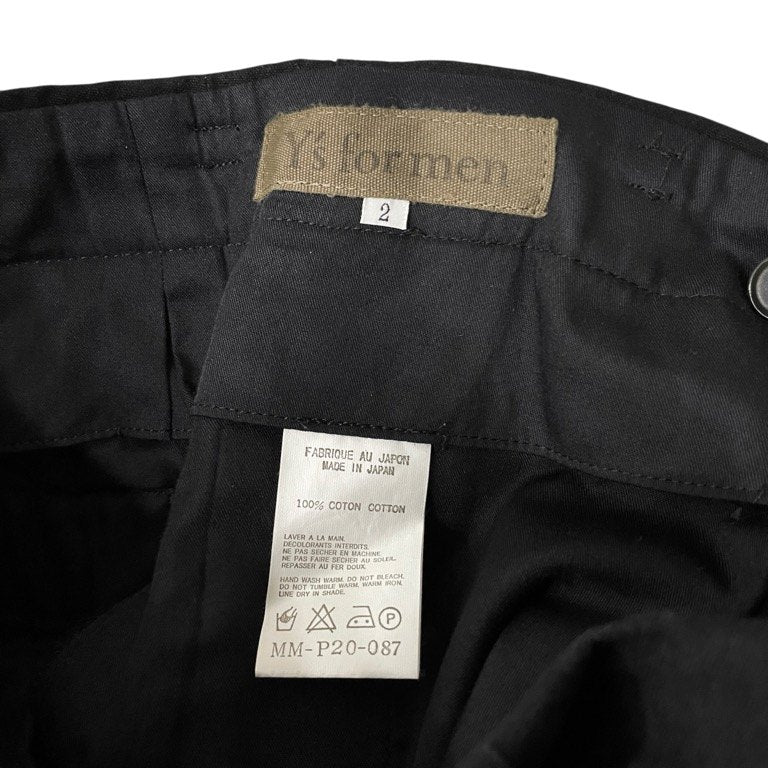 Y's for men
2
FABRIQUE AU JAPON
MADE IN JAPAN
100% COTON COTTON
LAVER A LA MAIN.
DECOLORANTS INTERDITS.
NE PAS SECHER EN MACHINE.
NE PAS FAIRE SECHER AU SOLEIL.
REPASSER AU FER DOUX.
HAND WASH WARM. DO NOT BLEACH.
DO NOT TUMBLE WARM. WARM IRON.
LINE DRY IN SHADE.
P
MM-P20-087